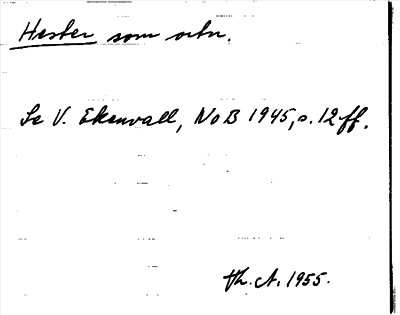 Hester som ortn.
Se V. Ekenvall, NoB 1945, s. 12 ff.
Th. A. 1955.